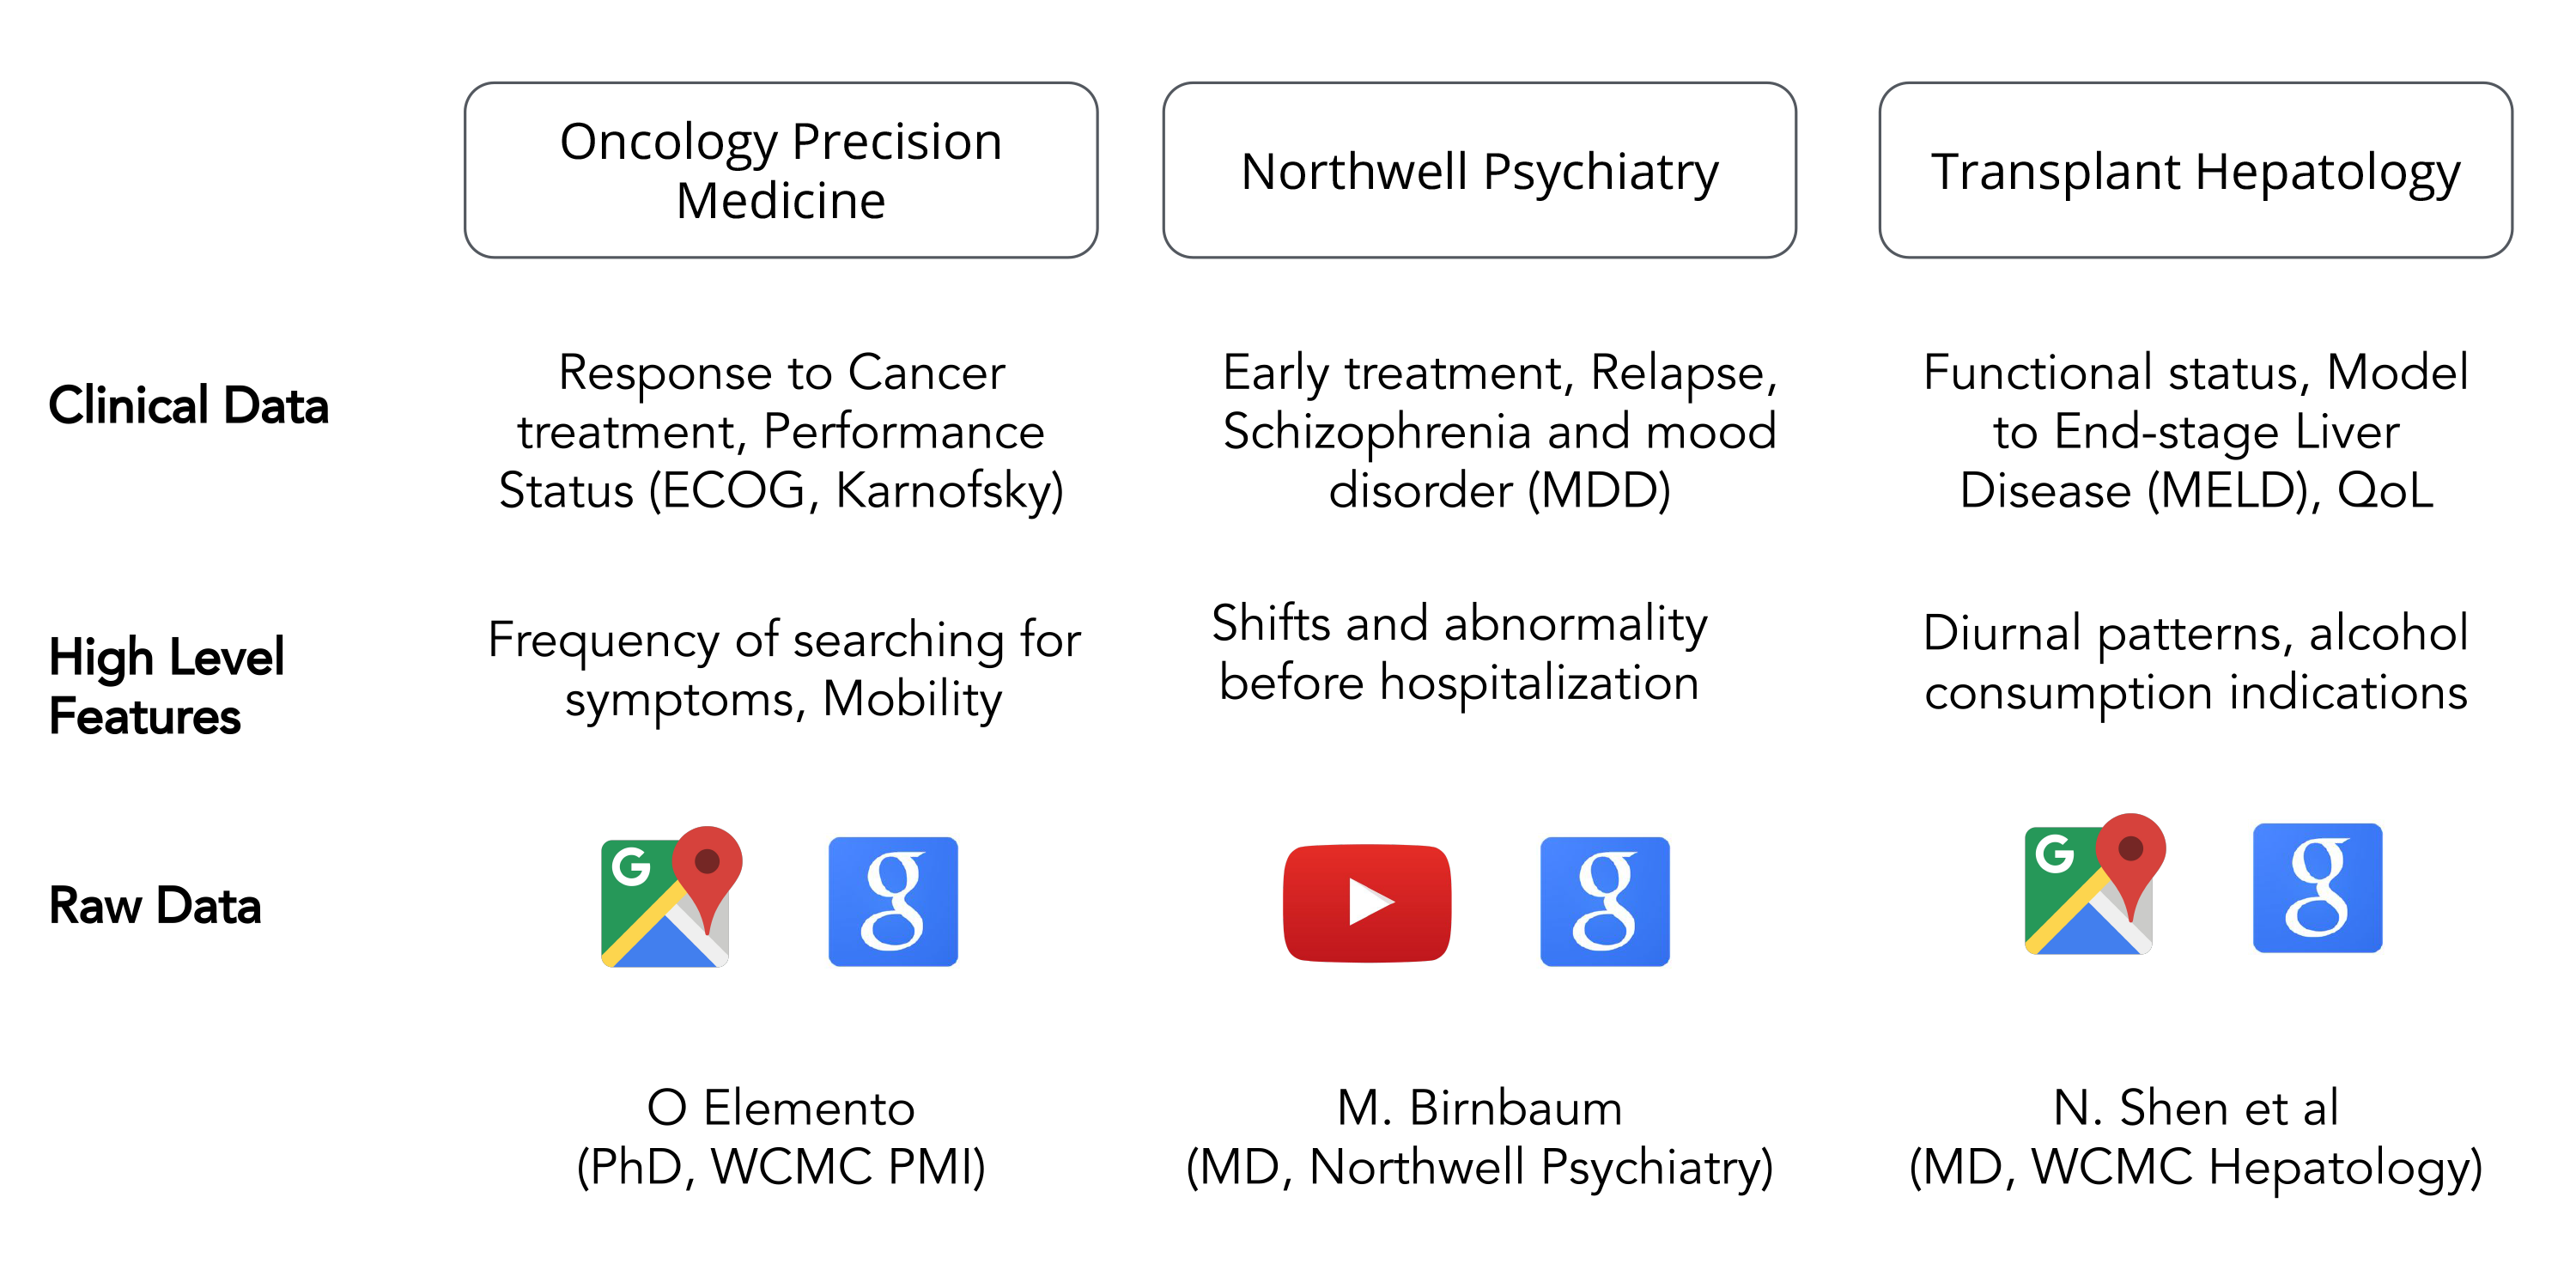 Oncology Precision
Medicine
Northwell Psychiatry
Transplant Hepatology
Clinical Data
Response to Cancer
treatment, Performance
Status (ECOG, Karnofsky)
Early treatment, Relapse,
Schizophrenia and mood
disorder (MDD)
Functional status, Model
to End-stage Liver
Disease (MELD), QoL
High Level
Features
Frequency of searching for
symptoms, Mobility
Shifts and abnormality
before hospitalization
Diurnal patterns, alcohol
consumption indications
Raw Data
G
g
g
G
g
O Elemento
(PhD, WCMC PMI)
M. Birnbaum
(MD, Northwell Psychiatry)
N. Shen et al
(MD, WCMC Hepatology)